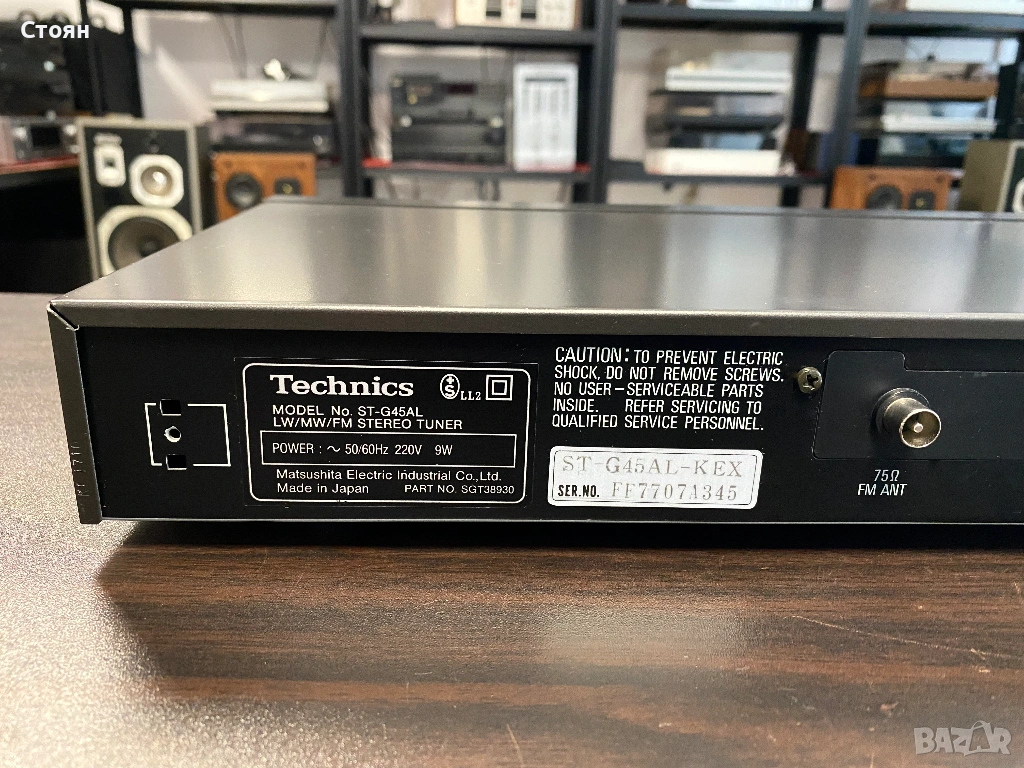 Стоян
Technics
LL2
MODEL No. ST-G45AL
LW/MW/FM STEREO TUNER
POWER : ~ 50/60Hz 220V 9W
Matsushita Electric Industrial Co.,Ltd.
Made in Japan PART NO. SGT38930
CAUTION: TO PREVENT ELECTRIC
SHOCK, DO NOT REMOVE SCREWS.
NO USER-SERVICEABLE PARTS
INSIDE. REFER SERVICING TO
QUALIFIED SERVICE PERSONNEL.
ST-G45AL-KEX
SER.NO. FF7707A345
75Ω
FM ANT
BAZAR